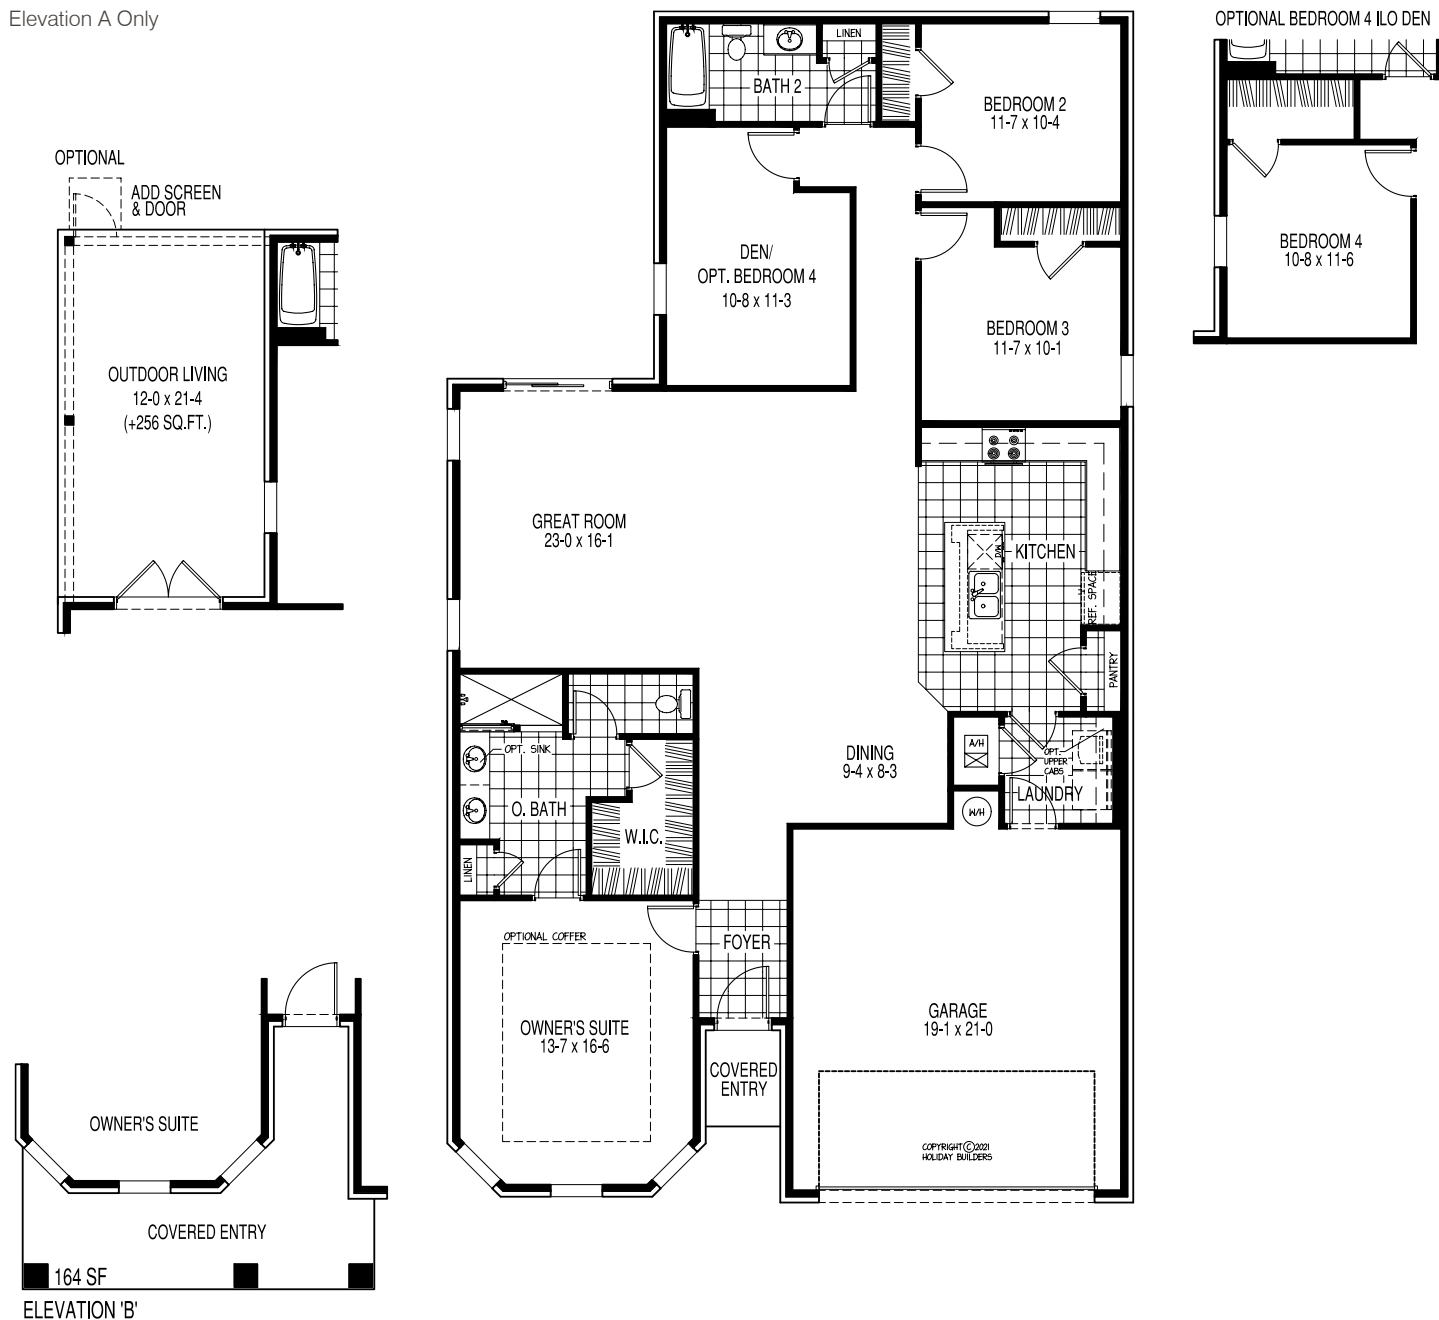 Elevation A Only
OPTIONAL BEDROOM 4 ILO DEN
LINEN
BATH 2
BEDROOM 2
11-7 x 10-4
OPTIONAL
ADD SCREEN
& DOOR
DEN/
OPT. BEDROOM 4
10-8 x 11-3
BEDROOM 4
10-8 x 11-6
BEDROOM 3
11-7 x 10-1
OUTDOOR LIVING
12-0 x 21-4
(+256 SQ.FT.)
GREAT ROOM
23-0 x 16-1
D/W
KITCHEN
REF. SPACE
PANTRY
OPT. SINK
DINING
9-4 x 8-3
A/H
OPT.
UPPER
CABS
LAUNDRY
W/H
O. BATH
W.I.C.
LINEN
OPTIONAL COFFER
FOYER
OWNER'S SUITE
13-7 x 16-6
GARAGE
19-1 x 21-0
COVERED
ENTRY
OWNER'S SUITE
COPYRIGHT © 2021
HOLIDAY BUILDERS
COVERED ENTRY
164 SF
ELEVATION 'B'